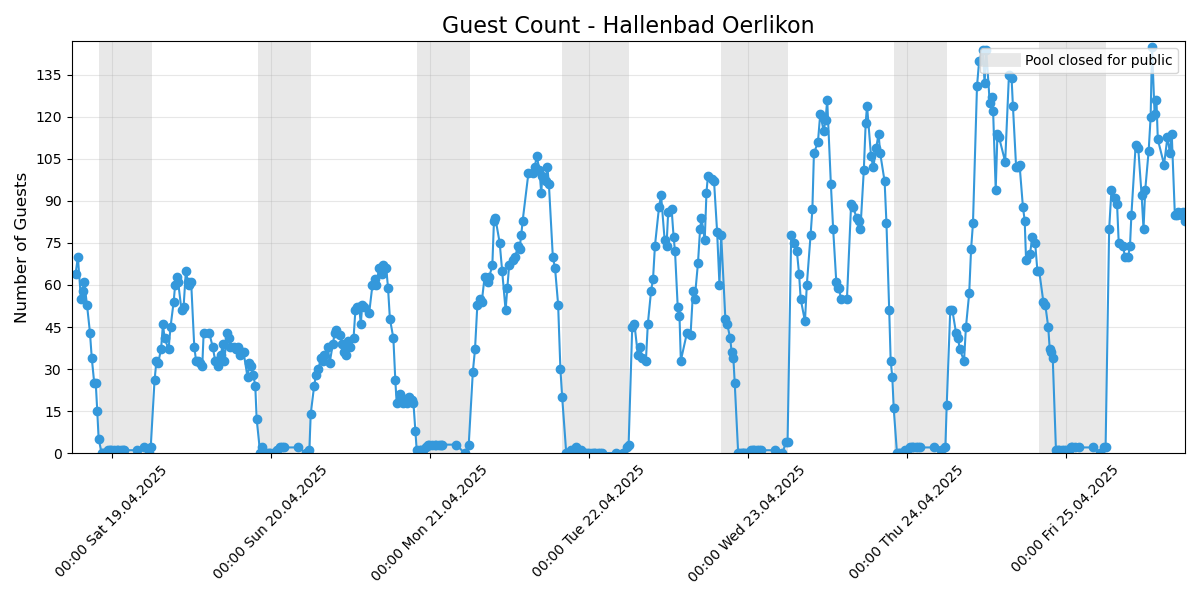 Guest Count - Hallenbad Oerlikon
Pool closed for public
Number of Guests
135
120
105
90
75
60
45
30
15
0
00:00 Sat 19.04.2025
00:00 Sun 20.04.2025
00:00 Mon 21.04.2025
00:00 Tue 22.04.2025
00:00 Wed 23.04.2025
00:00 Thu 24.04.2025
00:00 Fri 25.04.2025